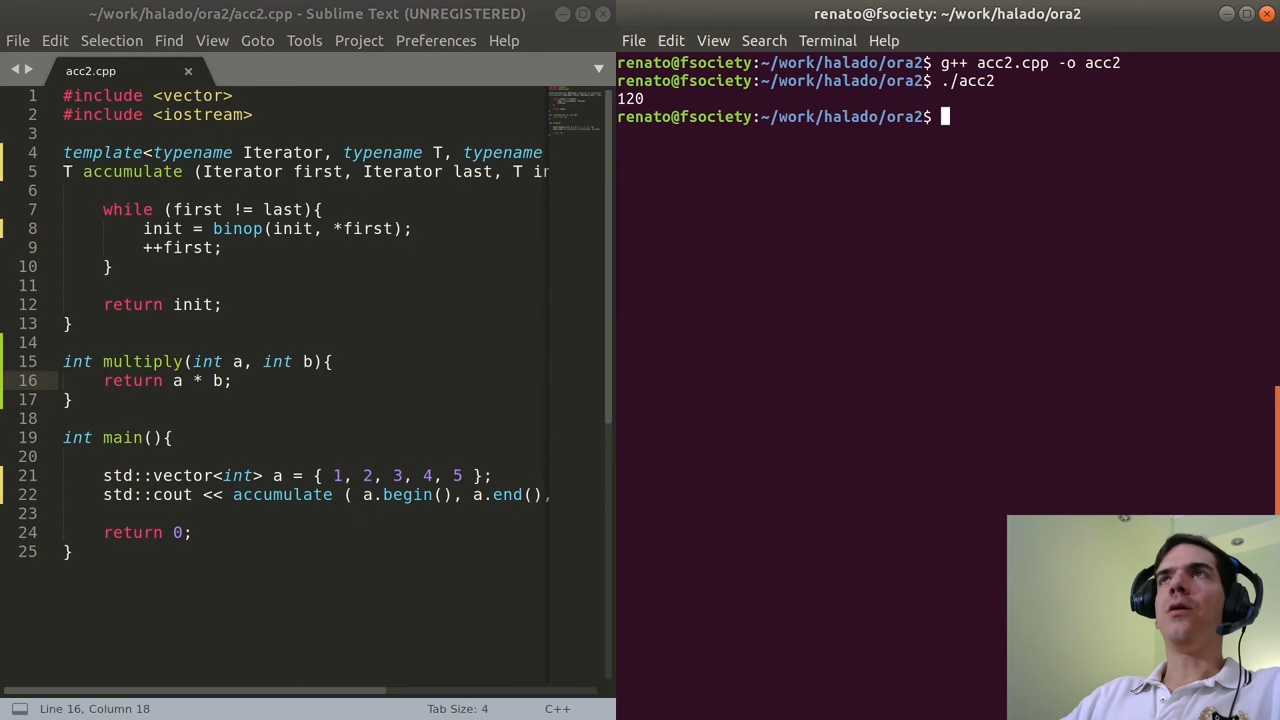 ~/work/halado/ora2/acc2.cpp - Sublime Text (UNREGISTERED)
File Edit Selection Find View Goto Tools Project Preferences Help
acc2.cpp
1 #include <vector>
2 #include <iostream>
3
4 template<typename Iterator, typename T, typename
5 T accumulate (Iterator first, Iterator last, T in
6
7 while (first != last){
8 init = binop(init, *first);
9 ++first;
10 }
11
12 return init;
13 }
14
15 int multiply(int a, int b){
16 return a * b;
17 }
18
19 int main(){
20
21 std::vector<int> a = { 1, 2, 3, 4, 5 };
22 std::cout << accumulate ( a.begin(), a.end(),
23
24 return 0;
25 }
Line 16, Column 18
Tab Size: 4
C++
renato@fsociety: ~/work/halado/ora2
File Edit View Search Terminal Help
renato@fsociety:~/work/halado/ora2$ g++ acc2.cpp -o acc2
renato@fsociety:~/work/halado/ora2$ ./acc2
120
renato@fsociety:~/work/halado/ora2$